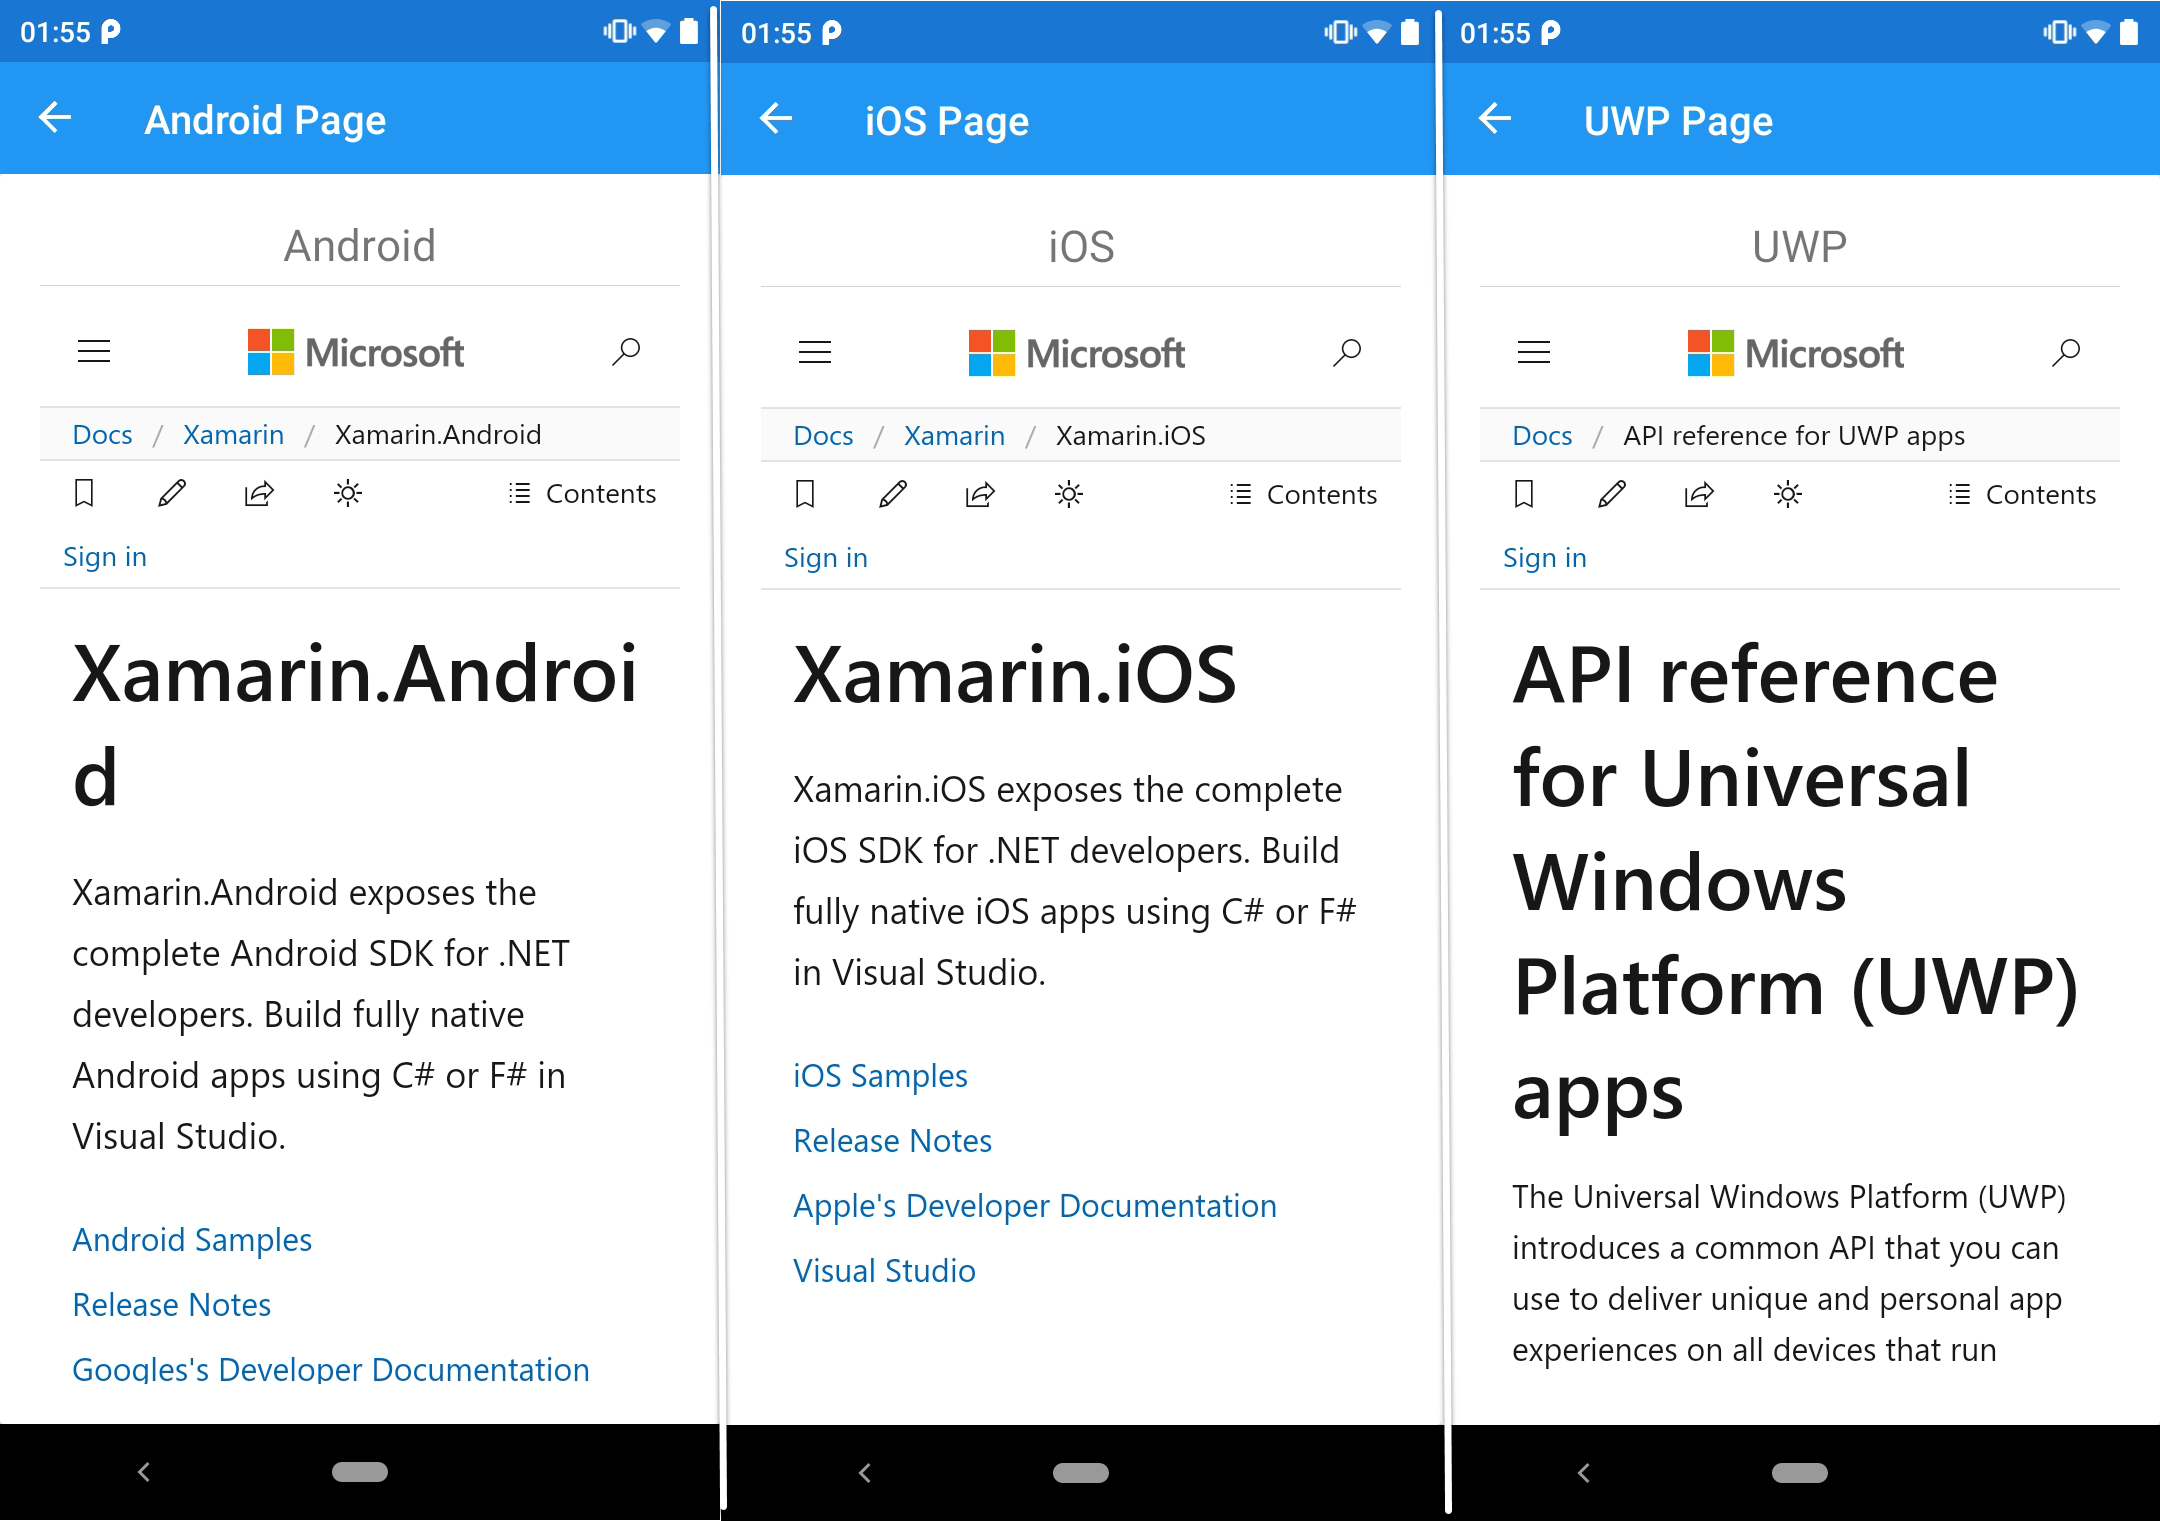 01:55
Android Page
Android
Microsoft
Docs / Xamarin / Xamarin.Android
Contents
Sign in
Xamarin.Androi
d
Xamarin.Android exposes the
complete Android SDK for .NET
developers. Build fully native
Android apps using C# or F# in
Visual Studio.
Android Samples
Release Notes
Googles's Developer Documentation
01:55
iOS Page
iOS
Microsoft
Docs / Xamarin / Xamarin.iOS
Contents
Sign in
Xamarin.iOS
Xamarin.iOS exposes the complete
iOS SDK for .NET developers. Build
fully native iOS apps using C# or F#
in Visual Studio.
iOS Samples
Release Notes
Apple's Developer Documentation
Visual Studio
01:55
UWP Page
UWP
Microsoft
Docs / API reference for UWP apps
Contents
Sign in
API reference
for Universal
Windows
Platform (UWP)
apps
The Universal Windows Platform (UWP)
introduces a common API that you can
use to deliver unique and personal app
experiences on all devices that run